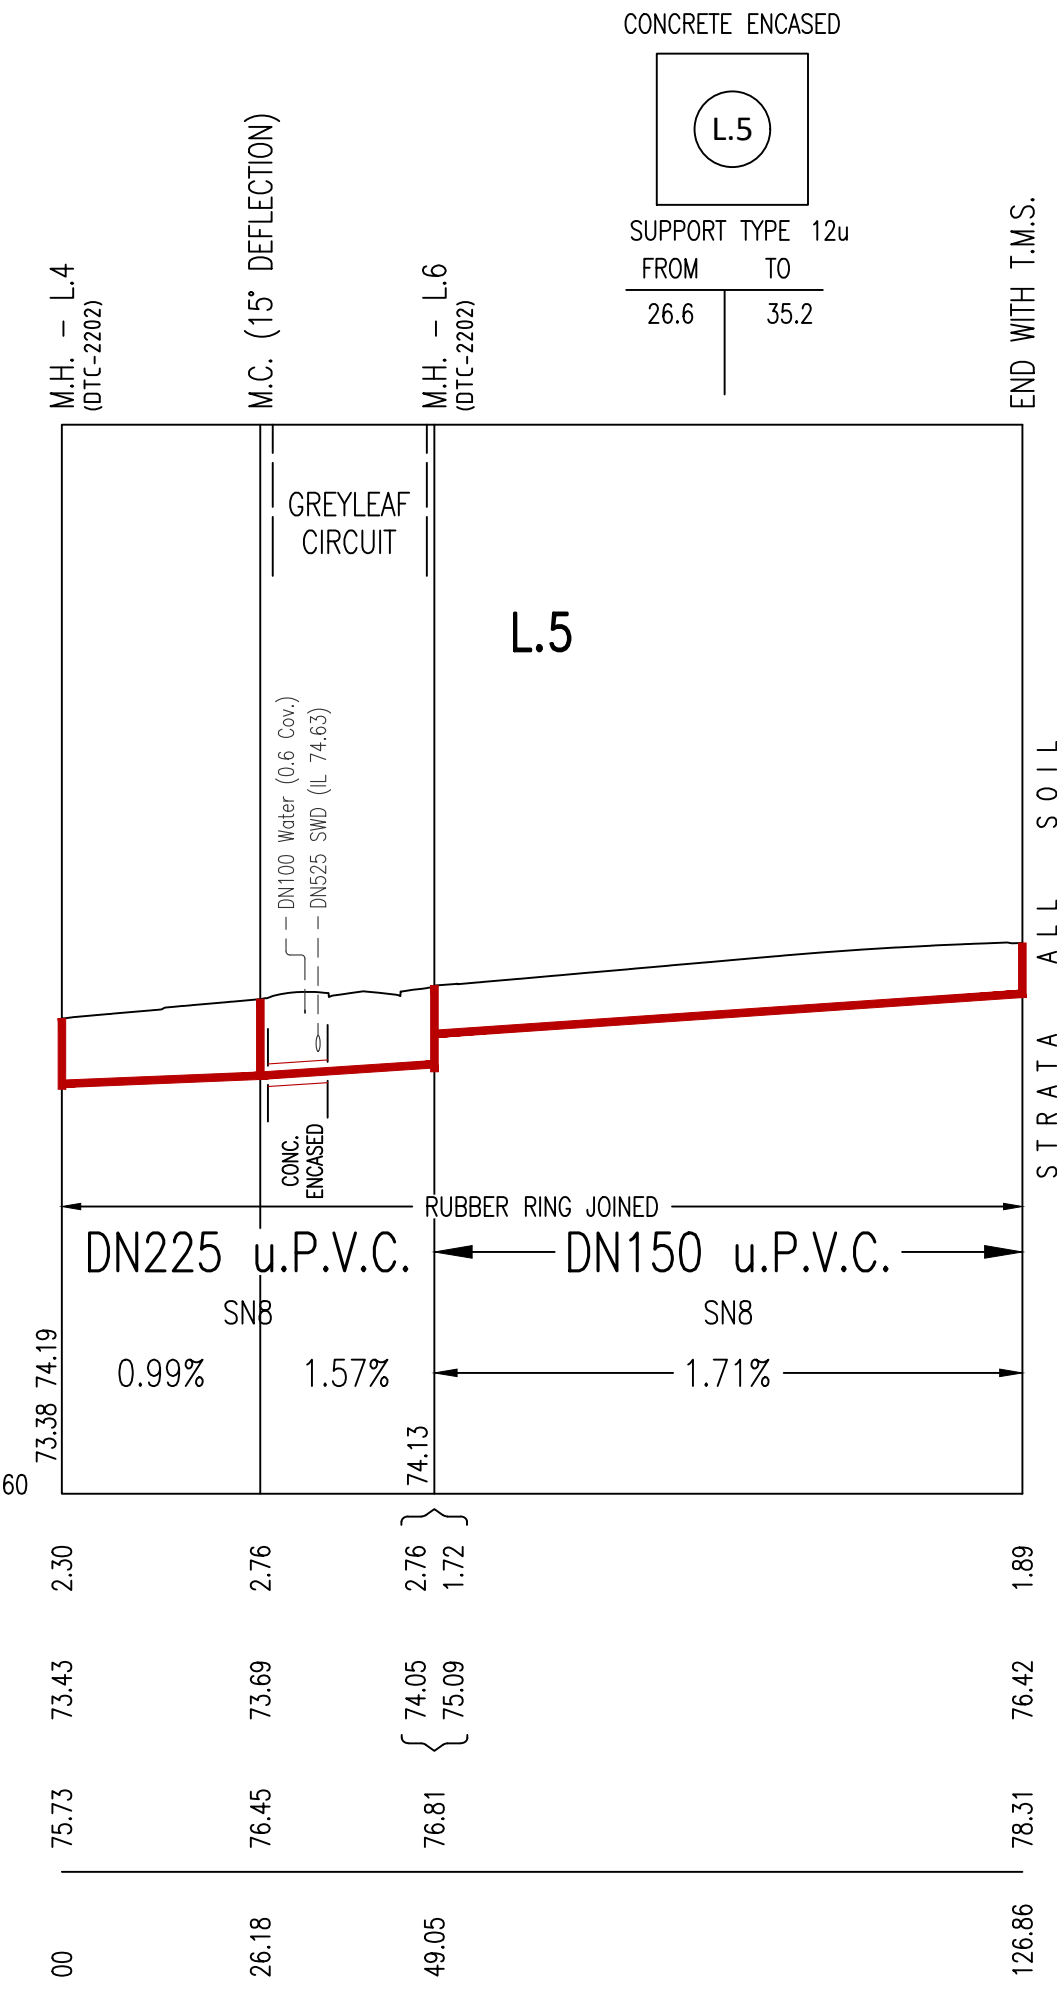 CONCRETE ENCASED
L.5
SUPPORT TYPE 12u
FROM TO
26.6 35.2
M.H. - L.4
(DTC-2202)
M.C. (15° DEFLECTION)
M.H. - L.6
(DTC-2202)
END WITH T.M.S.
GREYLEAF
CIRCUIT
L.5
DN100 Water (0.6 Cov.)
DN525 SWD (IL 74.63)
STRATA ALL SOIL
CONC.
ENCASED
RUBBER RING JOINED
DN225 u.P.V.C. DN150 u.P.V.C.
SN8 SN8
0.99% 1.57% 1.71%
73.38 74.19
74.13
60
2.30 2.76 2.76 1.72 1.89
73.43 73.69 74.05 75.09 76.42
75.73 76.45 76.81 78.31
00 26.18 49.05 126.86